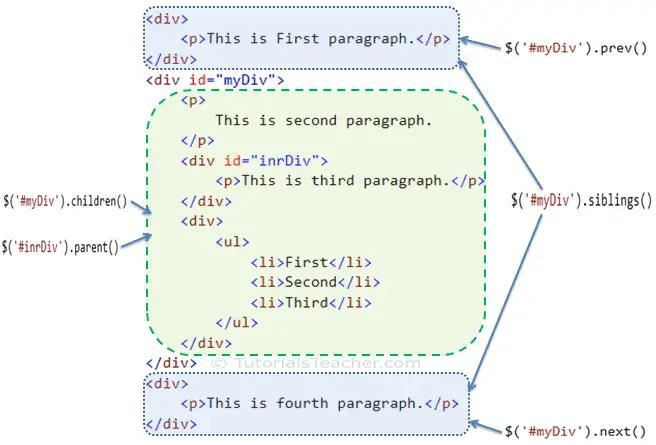 <div>
<p>This is First paragraph.</p>
$('#myDiv').prev()
</div>
<div id="myDiv">
<p>
This is second paragraph.
</p>
<div id="inrDiv">
<p>This is third paragraph.</p>
$('#myDiv').children()
$('#myDiv').siblings()
</div>
<div>
$('#inrDiv').parent()
<ul>
<li>First</li>
<li>Second</li>
<li>Third</li>
</ul>
</div>
</div>
© TutorialsTeacher.com
<div>
<p>This is fourth paragraph.</p>
</div>
$('#myDiv').next()